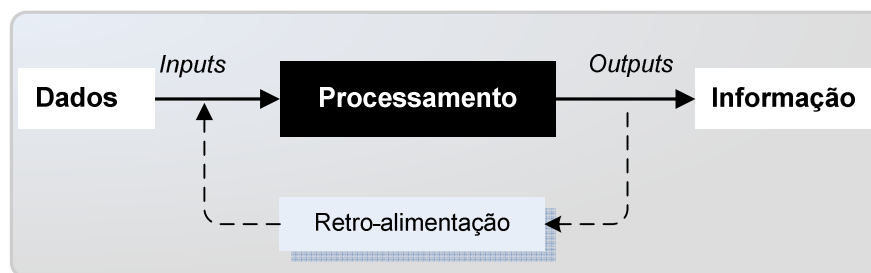 Inputs
Outputs
Dados
Processamento
Informação
Retro-alimentação